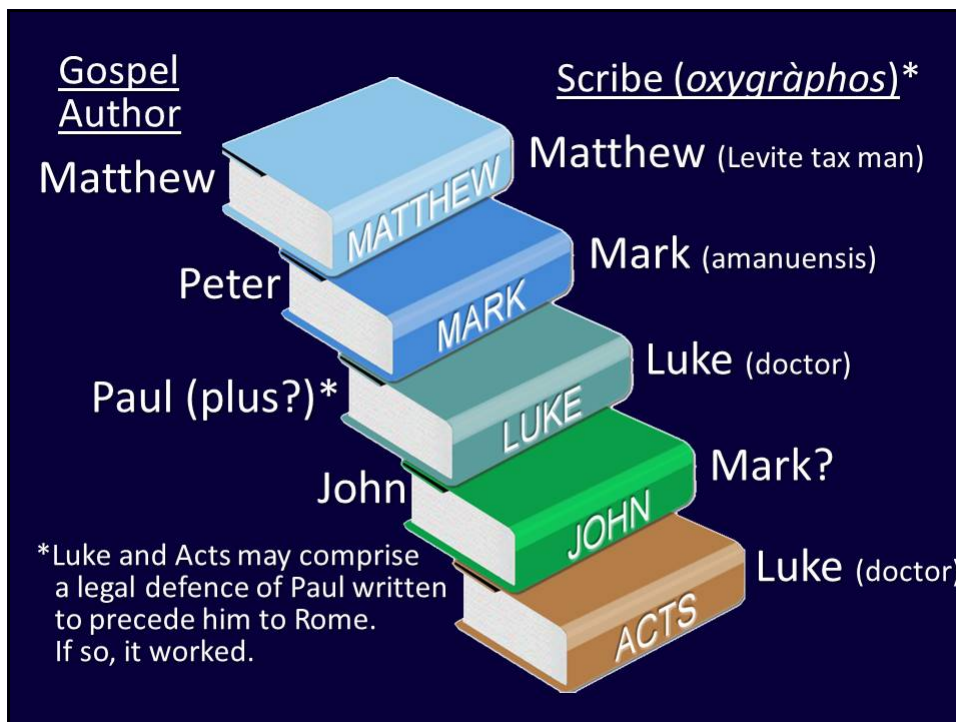 Gospel
Author
Scribe (oxygràphos)*
Matthew
MATTHEW
Matthew (Levite tax man)
Peter
MARK
Mark (amanuensis)
Paul (plus?)*
LUKE
Luke (doctor)
John
JOHN
Mark?
ACTS
Luke (doctor)
*Luke and Acts may comprise
a legal defence of Paul written
to precede him to Rome.
If so, it worked.